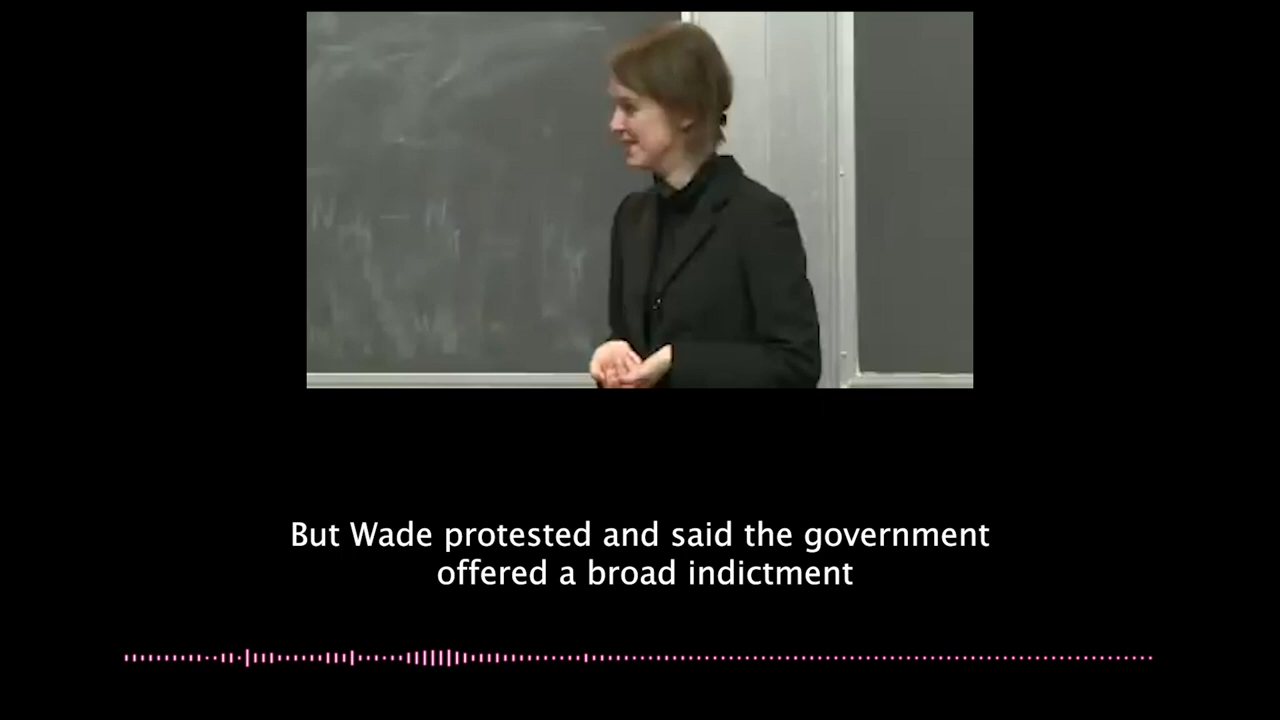 But Wade protested and said the government
offered a broad indictment